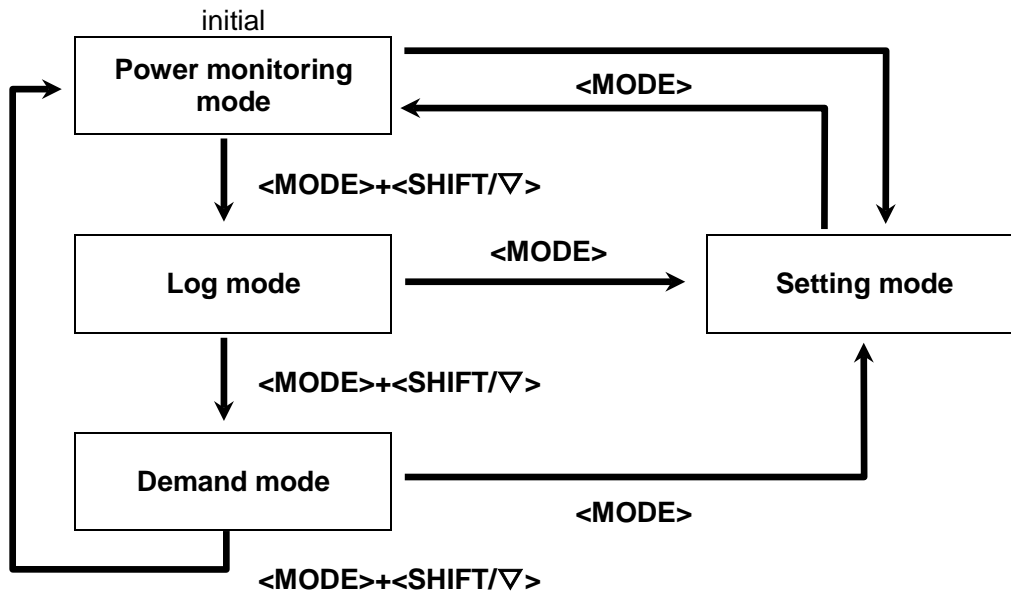 initial
Power monitoring
mode
<MODE>
<MODE>+<SHIFT/▽>
<MODE>
Log mode
Setting mode
<MODE>+<SHIFT/▽>
Demand mode
<MODE>
<MODE>+<SHIFT/▽>